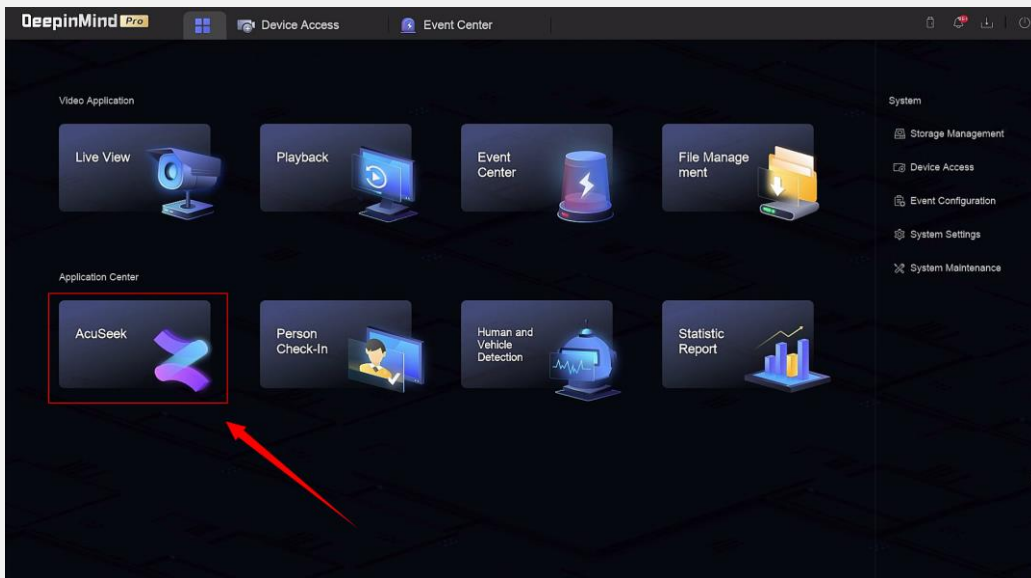 DeepinMind Pro
Device Access
Event Center
Video Application
Live View
Playback
Event
Center
File Manage
ment
Application Center
AcuSeek
Person
Check-In
Human and
Vehicle
Detection
Statistic
Report
System
Storage Management
Device Access
Event Configuration
System Settings
System Maintenance